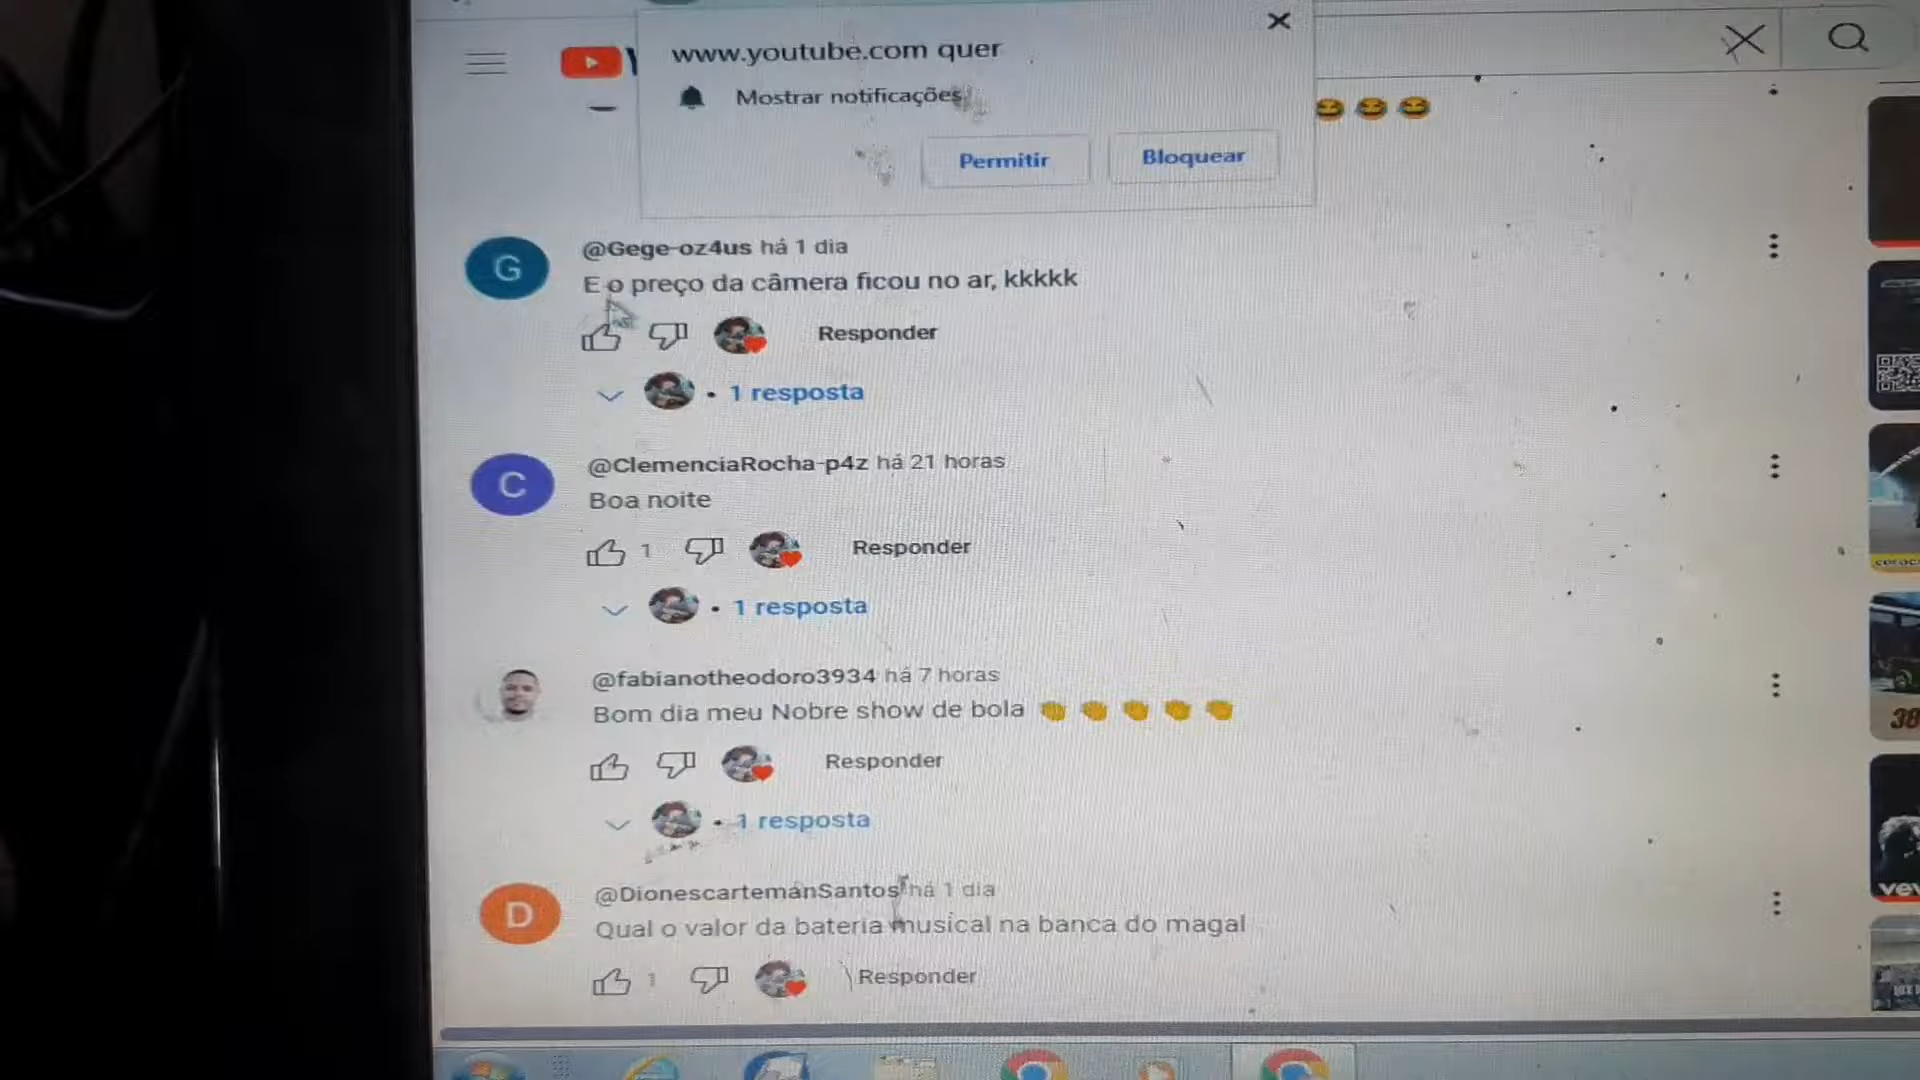 www.youtube.com quer
Mostrar notificações
Permitir
Bloquear
@Gege-oz4us há 1 dia
E o preço da câmera ficou no ar, kkkkk
Responder
1 resposta
@ClemenciaRocha-p4z há 21 horas
Boa noite
1
Responder
1 resposta
@fabianotheodoro3934 há 7 horas
Bom dia meu Nobre show de bola 👏 👏 👏 👏 👏
Responder
1 resposta
@DionescartemánSantos há 1 dia
Qual o valor da bateria musical na banca do magal
1
Responder
38